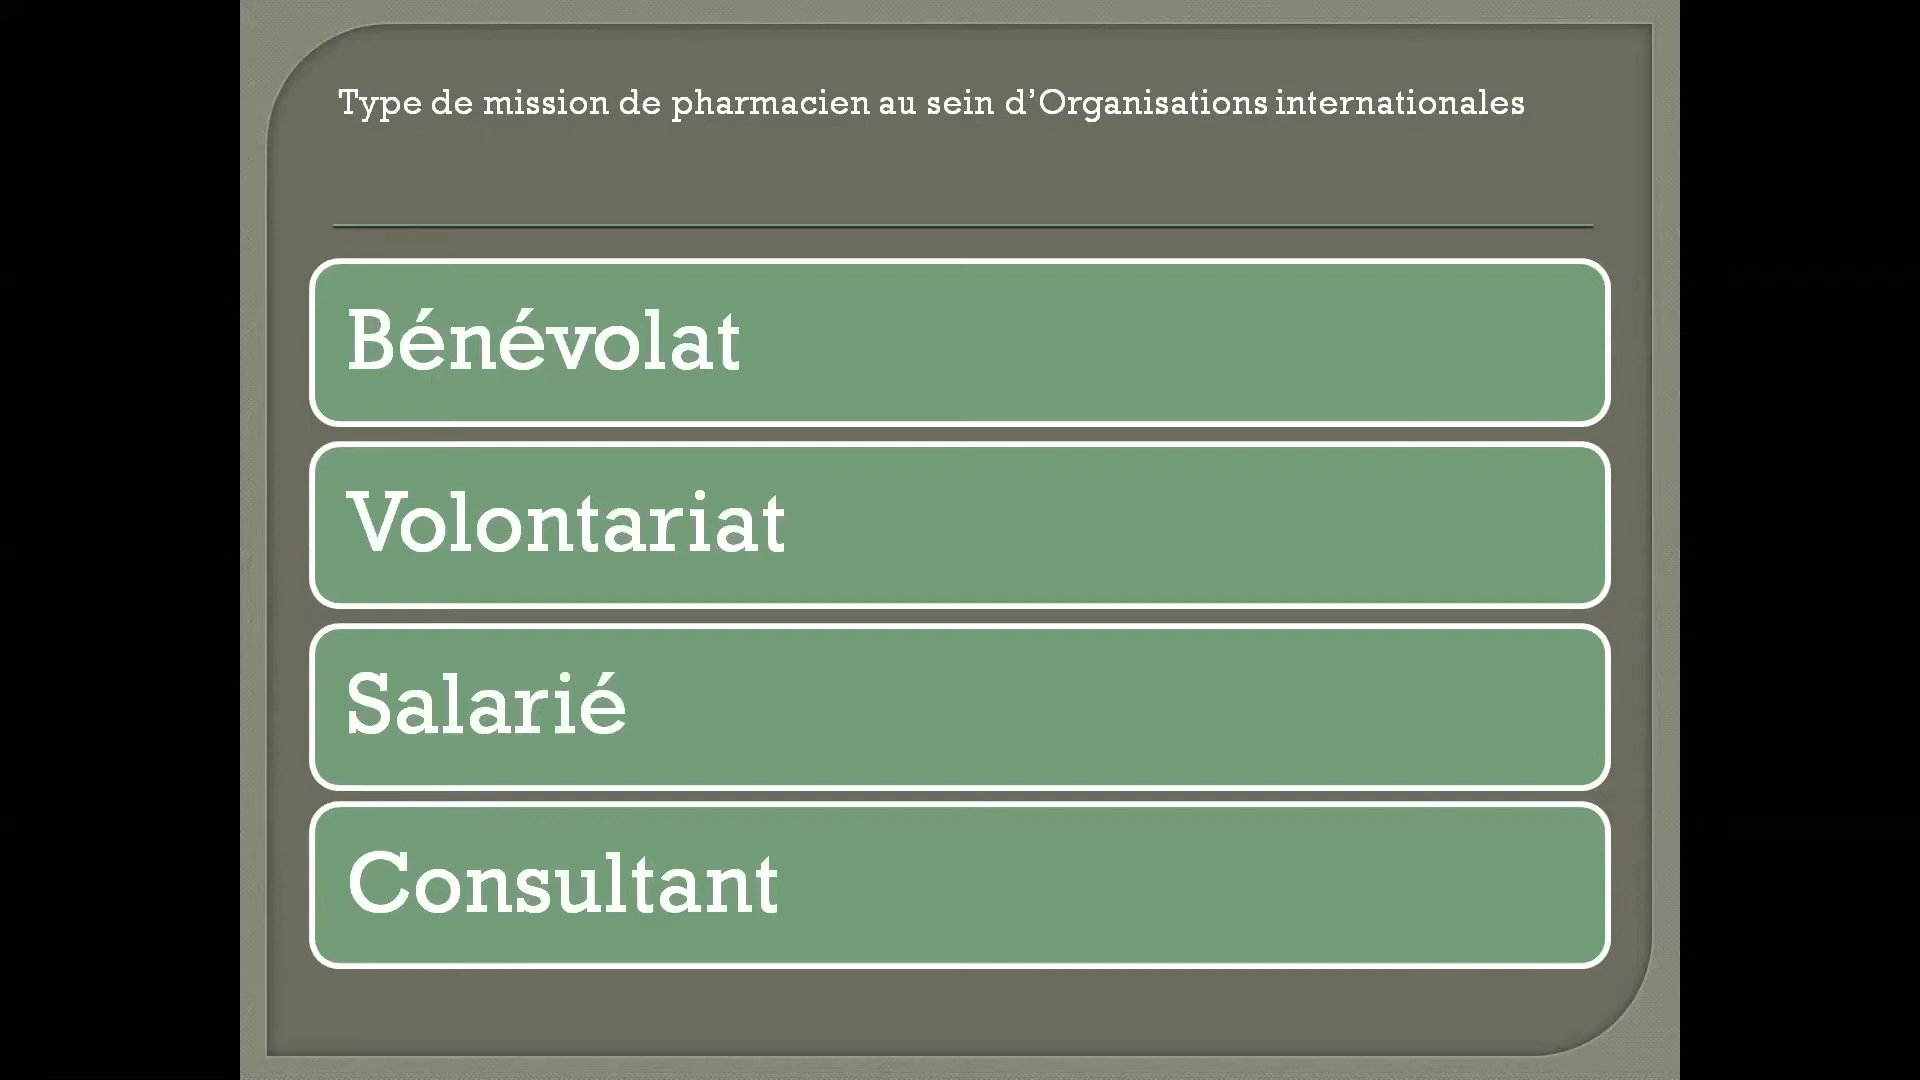 Type de mission de pharmacien au sein d’Organisations internationales
Bénévolat
Volontariat
Salarié
Consultant